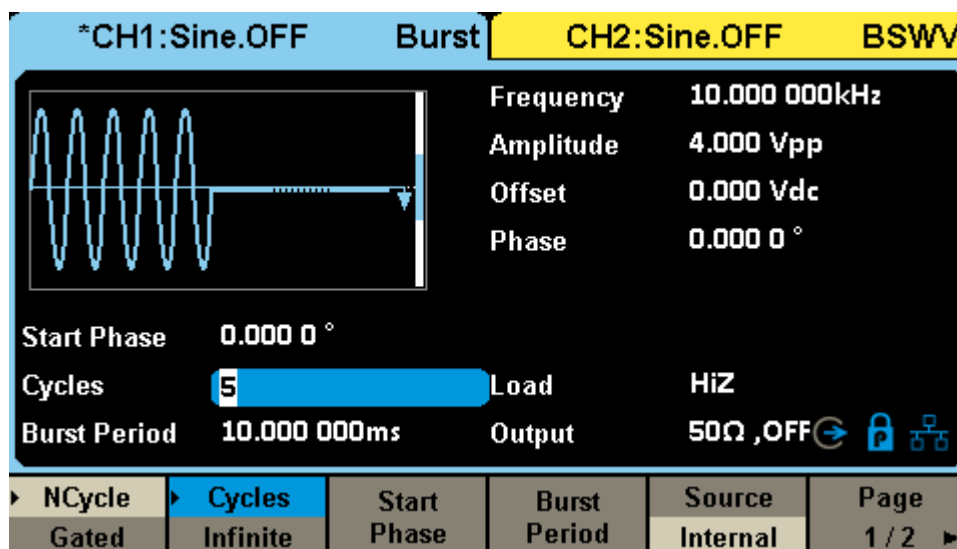 *CH1:Sine.OFF Burst CH2:Sine.OFF BSWV
Frequency 10.000 000kHz
Amplitude 4.000 Vpp
Offset 0.000 Vdc
Phase 0.000 0 °
Start Phase 0.000 0 °
Cycles 5 Load HiZ
Burst Period 10.000 000ms Output 50Ω ,OFF P
NCycle Cycles Start Burst Source Page
Gated Infinite Phase Period Internal 1 / 2